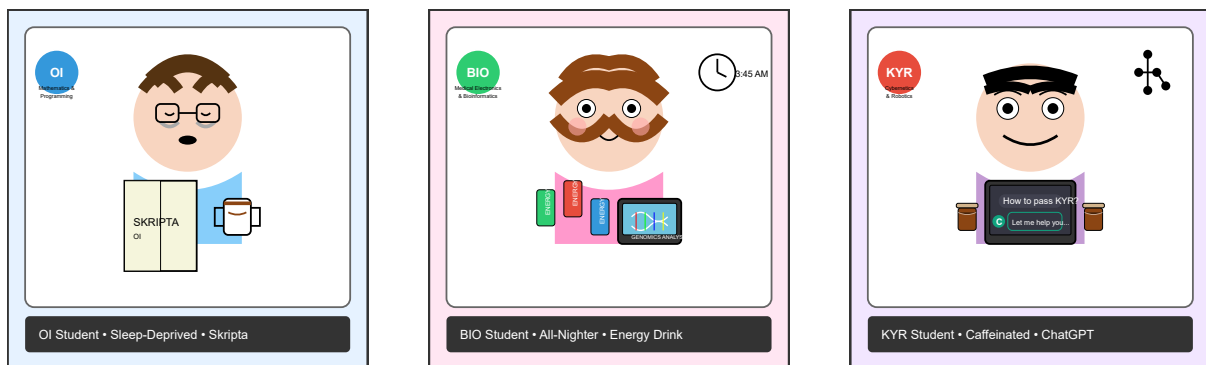 OI
Mathematics &
Programming
SKRIPTA
OI
OI Student • Sleep-Deprived • Skripta
BIO
Medical Electronics
& Bioinformatics
3:45 AM
ENERGY
ENERGY
ENERGY
GENOMICS ANALYS
BIO Student • All-Nighter • Energy Drink
KYR
Cybernetics
& Robotics
How to pass KYR?
C
Let me help you...
KYR Student • Caffeinated • ChatGPT